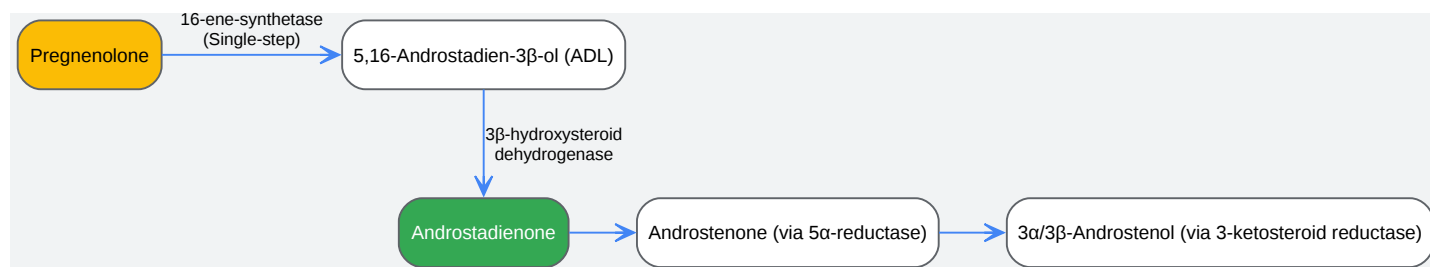 16-ene-synthetase
(Single-step)
Pregnenolone
5,16-Androstadien-3β-ol (ADL)
3β-hydroxysteroid
dehydrogenase
Androstadienone
Androstenone (via 5α-reductase)
3α/3β-Androstenol (via 3-ketosteroid reductase)